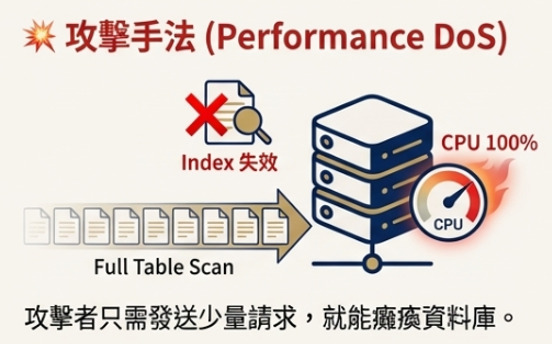 攻擊手法 (Performance DoS)
Index 失效
CPU 100%
CPU
Full Table Scan
攻擊者只需發送少量請求，就能癱瘓資料庫。